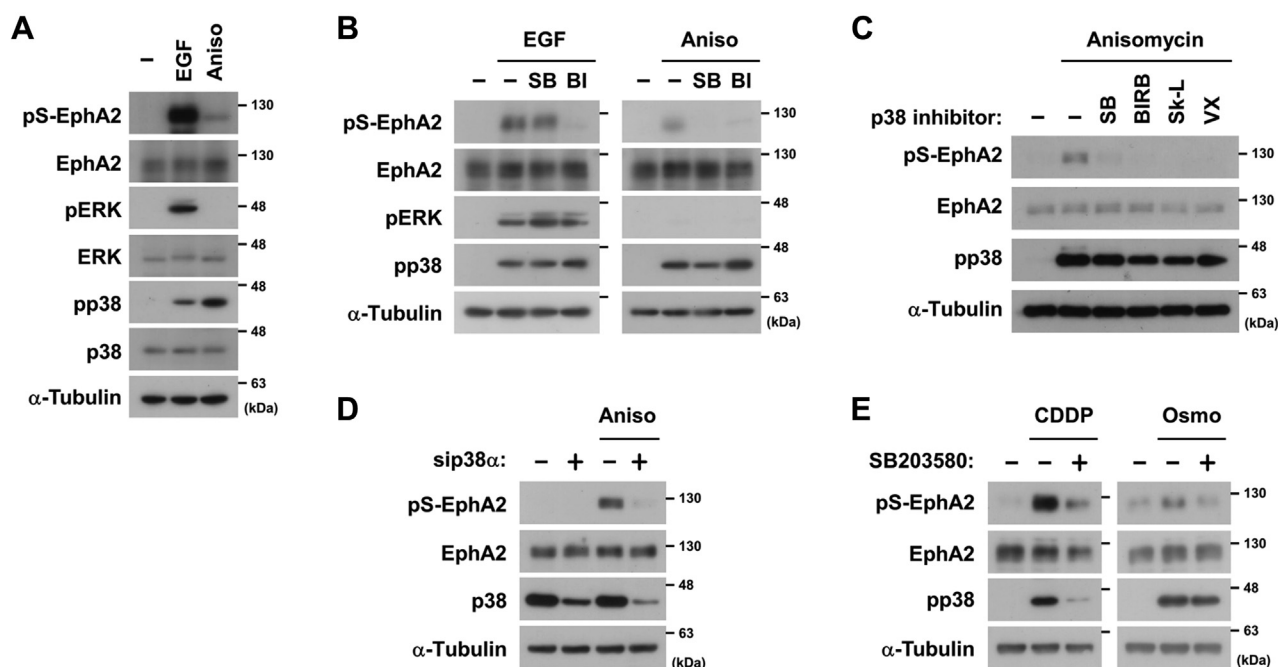 A
– EGF Aniso
pS-EphA2 130
EphA2 130
pERK 48
ERK 48
pp38 48
p38 48
α-Tubulin 63
(kDa)
B
EGF Aniso
– – SB BI – – SB BI
pS-EphA2 130
EphA2 130
pERK 48
pp38 48
α-Tubulin 63
(kDa)
C
Anisomycin
p38 inhibitor: – – SB BIRB Sk-L VX
pS-EphA2 130
EphA2 130
pp38 48
α-Tubulin 63
(kDa)
D
Aniso
sip38α: – + – +
pS-EphA2 130
EphA2 130
p38 48
α-Tubulin 63
(kDa)
E
CDDP Osmo
SB203580: – – + – – +
pS-EphA2 130
EphA2 130
pp38 48
α-Tubulin 63
(kDa)